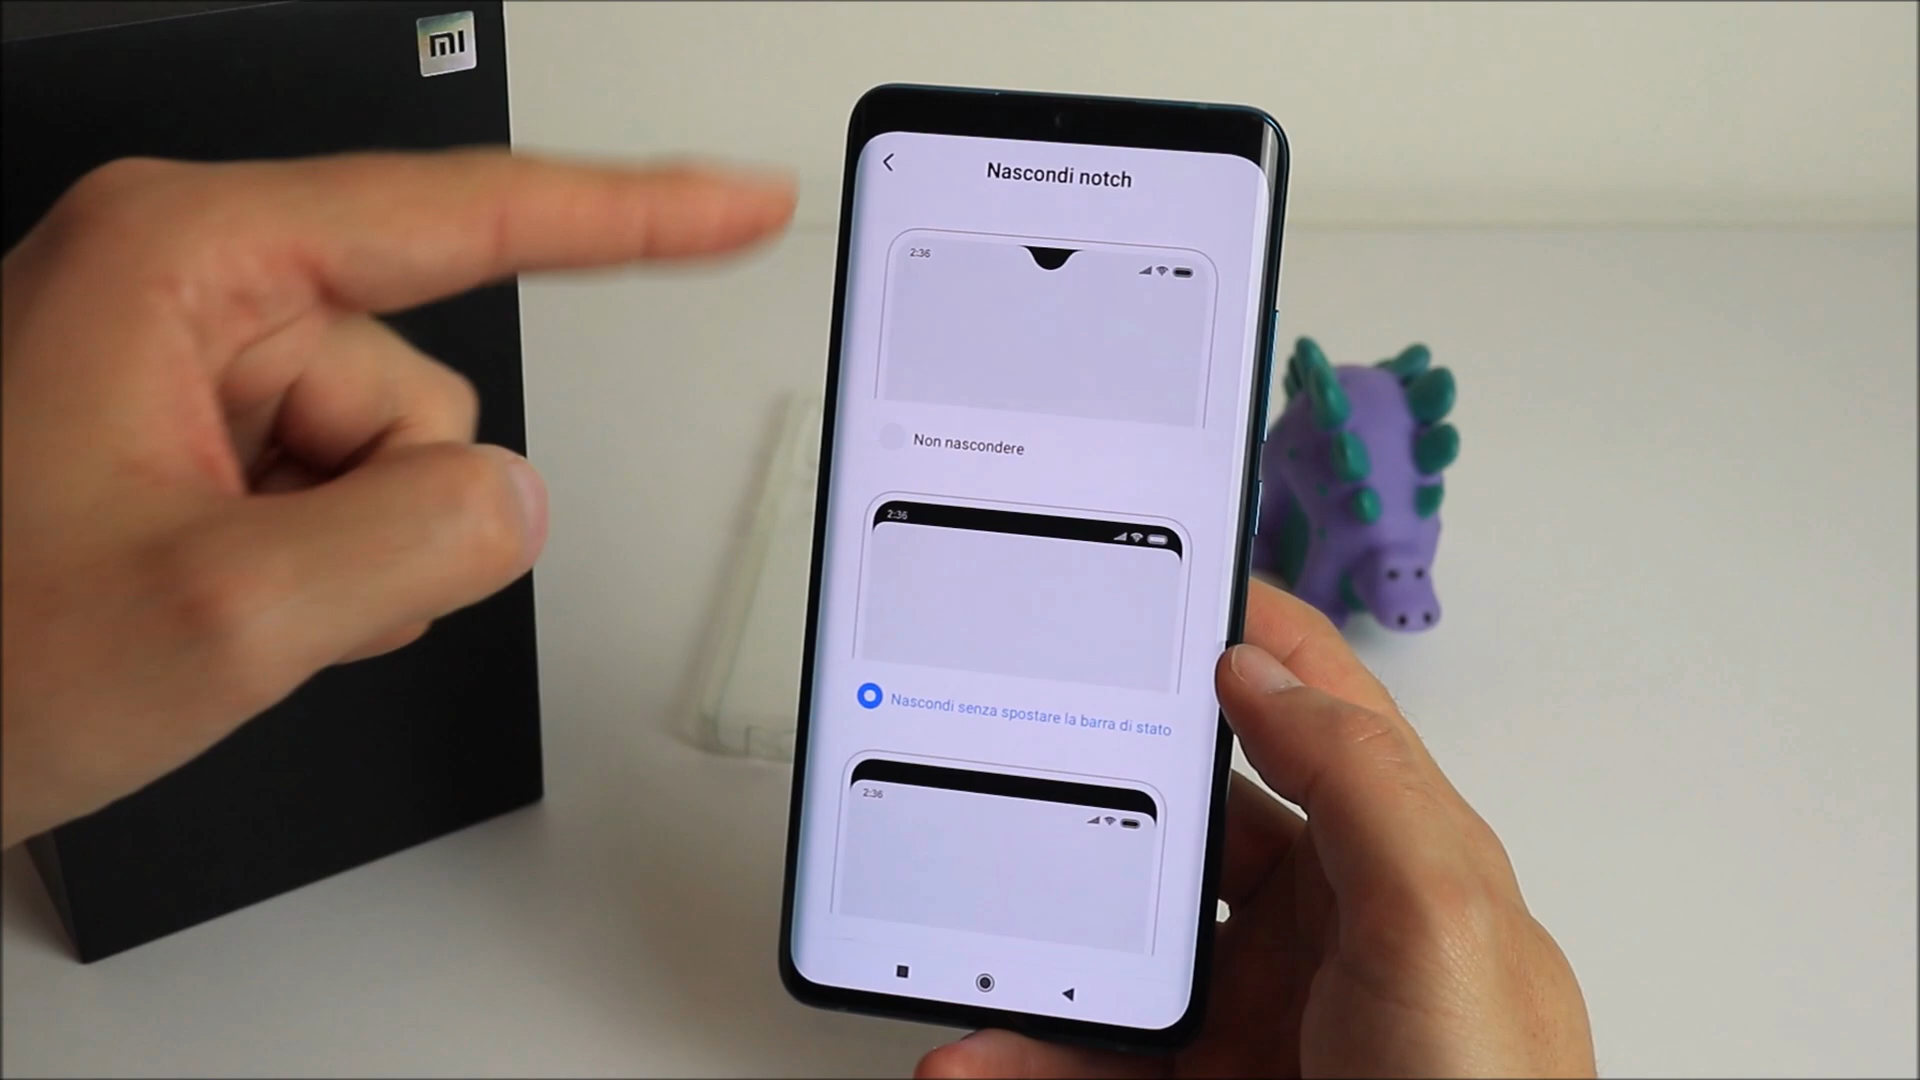 mi
Nascondi notch
2:36
Non nascondere
2:36
Nascondi senza spostare la barra di stato
2:36